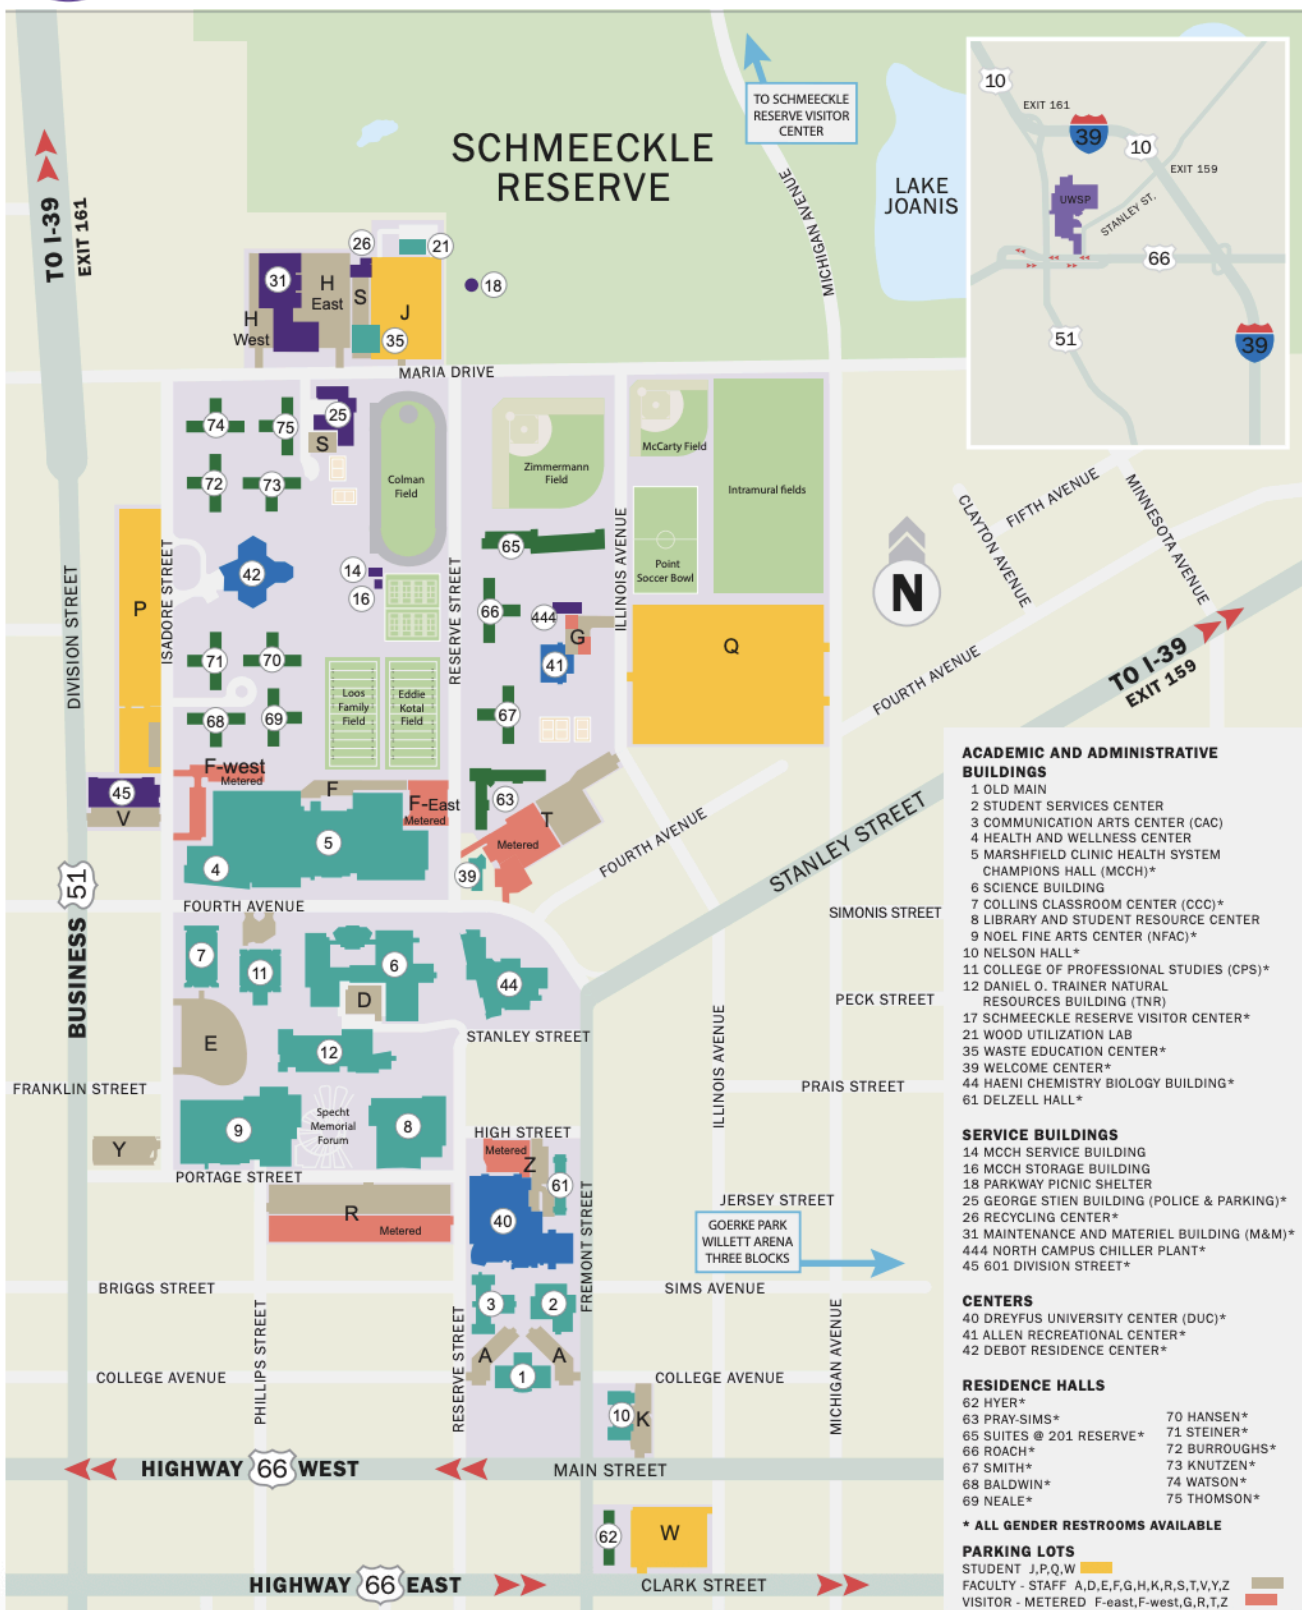 TO SCHMEECKLE
RESERVE VISITOR
CENTER
SCHMEECKLE
RESERVE
LAKE
JOANIS
MICHIGAN AVENUE
TO I-39
EXIT 161
10
EXIT 161
39
10
EXIT 159
UWSP
STANLEY ST.
66
51
39
26
21
31
H
East
S
J
18
H
West
35
MARIA DRIVE
74
75
25
S
72
73
Colman
Field
Zimmermann
Field
McCarty Field
Intramural fields
Point
Soccer Bowl
CLAYTON AVENUE
FIFTH AVENUE
MINNESOTA AVENUE
N
65
42
14
16
66
444
G
41
P
Q
ISADORE STREET
DIVISION STREET
RESERVE STREET
ILLINOIS AVENUE
71
70
68
69
Loos
Family
Field
Eddie
Kotal
Field
67
FOURTH AVENUE
TO I-39
EXIT 159
F-west
Metered
F
F-East
Metered
45
V
5
4
63
T
Metered
39
FOURTH AVENUE
STANLEY STREET
BUSINESS
51
FOURTH AVENUE
SIMONIS STREET
7
11
6
44
D
PECK STREET
E
12
STANLEY STREET
FRANKLIN STREET
PRAIS STREET
ILLINOIS AVENUE
Specht
Memorial
Forum
9
8
Y
HIGH STREET
Metered
Z
61
PORTAGE STREET
R
Metered
40
JERSEY STREET
GOERKE PARK
WILLETT ARENA
THREE BLOCKS
FREMONT STREET
BRIGGS STREET
SIMS AVENUE
3
2
A
A
1
PHILLIPS STREET
RESERVE STREET
MICHIGAN AVENUE
COLLEGE AVENUE
COLLEGE AVENUE
10
K
HIGHWAY 66 WEST
MAIN STREET
62
W
HIGHWAY 66 EAST
CLARK STREET
ACADEMIC AND ADMINISTRATIVE
BUILDINGS
1 OLD MAIN
2 STUDENT SERVICES CENTER
3 COMMUNICATION ARTS CENTER (CAC)
4 HEALTH AND WELLNESS CENTER
5 MARSHFIELD CLINIC HEALTH SYSTEM
CHAMPIONS HALL (MCCH)*
6 SCIENCE BUILDING
7 COLLINS CLASSROOM CENTER (CCC)*
8 LIBRARY AND STUDENT RESOURCE CENTER
9 NOEL FINE ARTS CENTER (NFAC)*
10 NELSON HALL*
11 COLLEGE OF PROFESSIONAL STUDIES (CPS)*
12 DANIEL O. TRAINER NATURAL
RESOURCES BUILDING (TNR)
17 SCHMEECKLE RESERVE VISITOR CENTER*
21 WOOD UTILIZATION LAB
35 WASTE EDUCATION CENTER*
39 WELCOME CENTER*
44 HAENI CHEMISTRY BIOLOGY BUILDING*
61 DELZELL HALL*
SERVICE BUILDINGS
14 MCCH SERVICE BUILDING
16 MCCH STORAGE BUILDING
18 PARKWAY PICNIC SHELTER
25 GEORGE STIEN BUILDING (POLICE & PARKING)*
26 RECYCLING CENTER*
31 MAINTENANCE AND MATERIEL BUILDING (M&M)*
444 NORTH CAMPUS CHILLER PLANT*
45 601 DIVISION STREET*
CENTERS
40 DREYFUS UNIVERSITY CENTER (DUC)*
41 ALLEN RECREATIONAL CENTER*
42 DEBOT RESIDENCE CENTER*
RESIDENCE HALLS
62 HYER*
63 PRAY-SIMS*
65 SUITES @ 201 RESERVE*
66 ROACH*
67 SMITH*
68 BALDWIN*
69 NEALE*
70 HANSEN*
71 STEINER*
72 BURROUGHS*
73 KNUTZEN*
74 WATSON*
75 THOMSON*
* ALL GENDER RESTROOMS AVAILABLE
PARKING LOTS
STUDENT J,P,Q,W
FACULTY - STAFF A,D,E,F,G,H,K,R,S,T,V,Y,Z
VISITOR - METERED F-east,F-west,G,R,T,Z